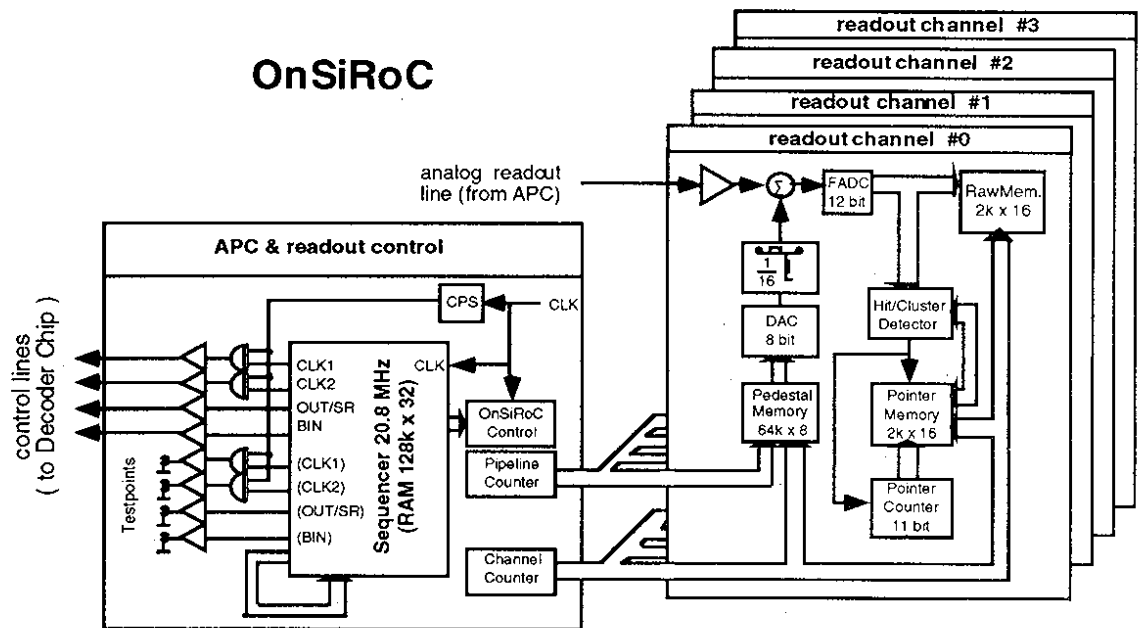 OnSiRoC
readout channel #3
readout channel #2
readout channel #1
readout channel #0
analog readout
line (from APC)
Σ
FADC
12 bit
RawMem.
2k x 16
1
16
DAC
8 bit
Hit/Cluster
Detector
Pedestal
Memory
64k x 8
Pointer
Memory
2k x 16
Pointer
Counter
11 bit
APC & readout control
CPS
CLK
CLK
control lines
( to Decoder Chip )
CLK1
CLK2
OUT/SR
BIN
(CLK1)
(CLK2)
(OUT/SR)
(BIN)
Testpoints
Sequencer 20.8 MHz
(RAM 128k x 32)
OnSiRoC
Control
Pipeline
Counter
Channel
Counter